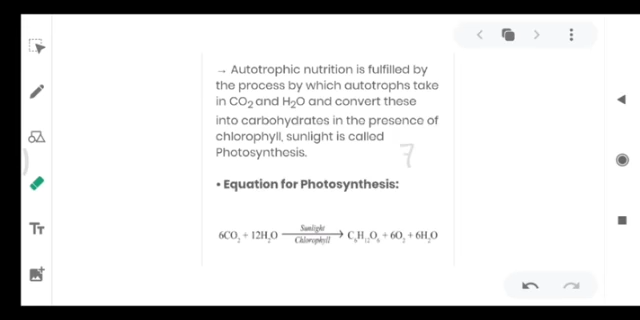 → Autotrophic nutrition is fulfilled by
the process by which autotrophs take
in CO₂ and H₂O and convert these
into carbohydrates in the presence of
chlorophyll, sunlight is called
Photosynthesis.
7
• Equation for Photosynthesis:
6CO₂ + 12H₂O Sunlight Chlorophyll → C₆H₁₂O₆ + 6O₂ + 6H₂O
Tт